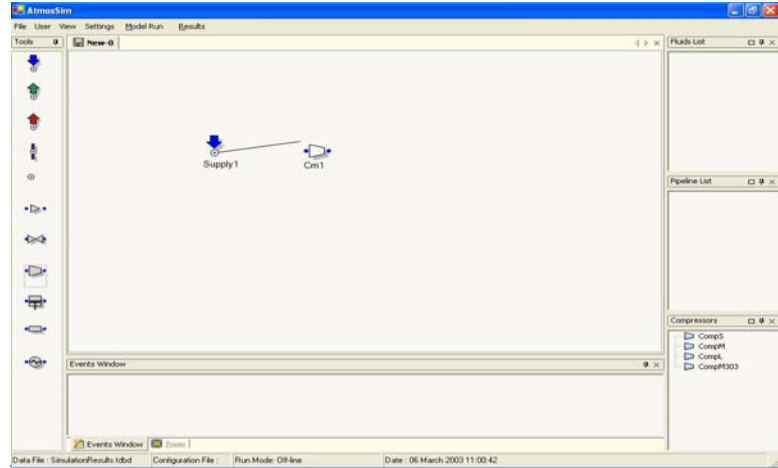 AtmosSim
File User View Settings Model Run Results
Tools
New-0
Fluids List
Supply1
Cm1
Pipeline List
Compressors
CompS
CompM
CompL
CompM303
Events Window
Events Window Zoom
Data File : SimulationResults.tdbd Configuration File : Run Mode: Off-line Date : 06 March 2003 11:00:42